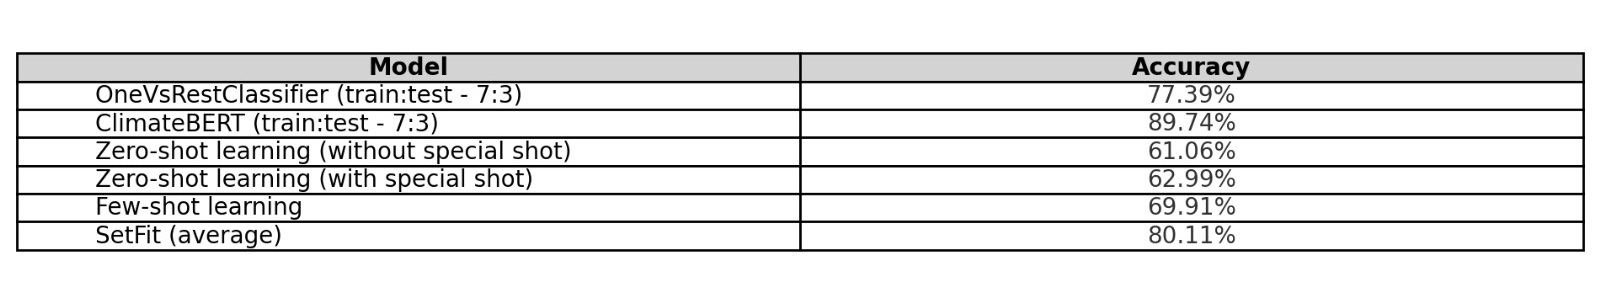 Model Accuracy
OneVsRestClassifier (train:test - 7:3) 77.39%
ClimateBERT (train:test - 7:3) 89.74%
Zero-shot learning (without special shot) 61.06%
Zero-shot learning (with special shot) 62.99%
Few-shot learning 69.91%
SetFit (average) 80.11%